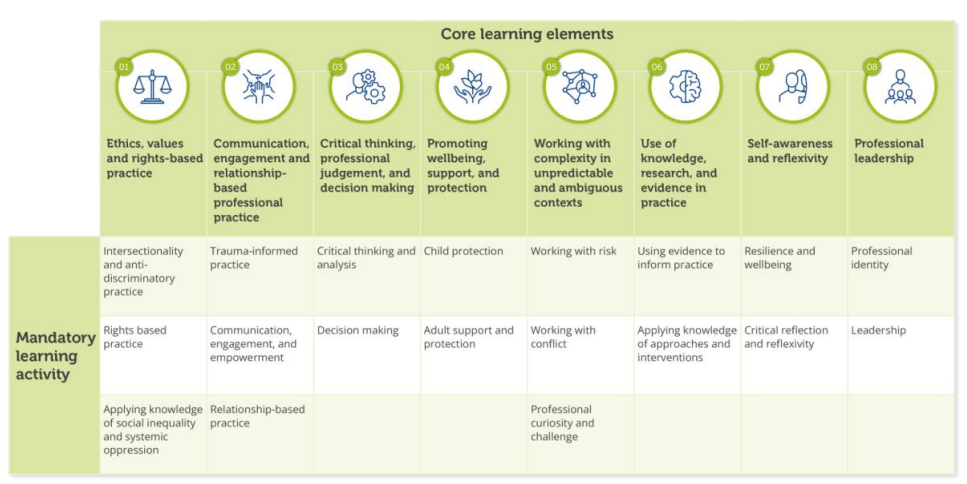 Core learning elements
01
02
03
04
05
06
07
08
Ethics, values
and rights-based
practice
Communication,
engagement and
relationship-
based
professional
practice
Critical thinking,
professional
judgement, and
decision making
Promoting
wellbeing,
support, and
protection
Working with
complexity in
unpredictable
and ambiguous
contexts
Use of
knowledge,
research, and
evidence in
practice
Self-awareness
and reflexivity
Professional
leadership
Mandatory
learning
activity
Intersectionality
and anti-
discriminatory
practice
Trauma-informed
practice
Critical thinking and
analysis
Child protection
Working with risk
Using evidence to
inform practice
Resilience and
wellbeing
Professional
identity
Rights based
practice
Communication,
engagement, and
empowerment
Decision making
Adult support and
protection
Working with
conflict
Applying knowledge
of approaches and
interventions
Critical reflection
and reflexivity
Leadership
Applying knowledge
of social inequality
and systemic
oppression
Relationship-based
practice
Professional
curiosity and
challenge